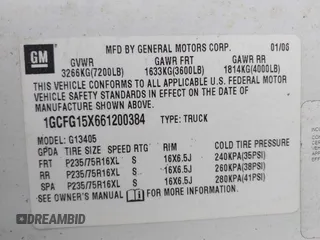 GM
MFD BY GENERAL MOTORS CORP. 01/06
GVWR GAWR FRT GAWR RR
3266KG(7200LB) 1633KG(3600LB) 1814KG(4000LB)
THIS VEHICLE CONFORMS TO ALL APPLICABLE U.S. FEDERAL MOTOR
VEHICLE SAFETY STANDARDS IN EFFECT ON THE DATE OF
MANUFACTURE SHOWN ABOVE.
1GCFG15X661200384 TYPE: TRUCK
MODEL: G13405
GPDA TIRE SIZE SPEED RTG RIM COLD TIRE PRESSURE
FRT P235/75R16XL S 16X6.5J 240KPA(35PSI)
RR P235/75R16XL S 16X6.5J 260KPA(38PSI)
SPA P235/75R16XL S 16X6.5J 280KPA(41PSI)
SEE OWNER'S MANUAL FOR MORE INFORMATION.
DREAMBID